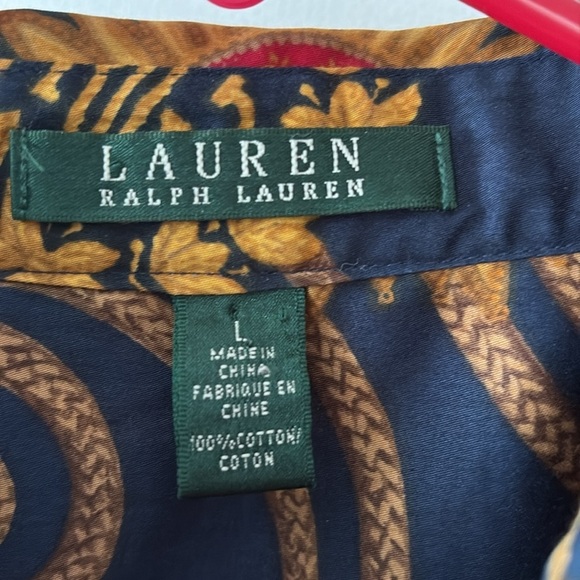 LAUREN
RALPH LAUREN
L
MADE IN
CHINA
FABRIQUE EN
CHINE
100%COTTON/
COTON